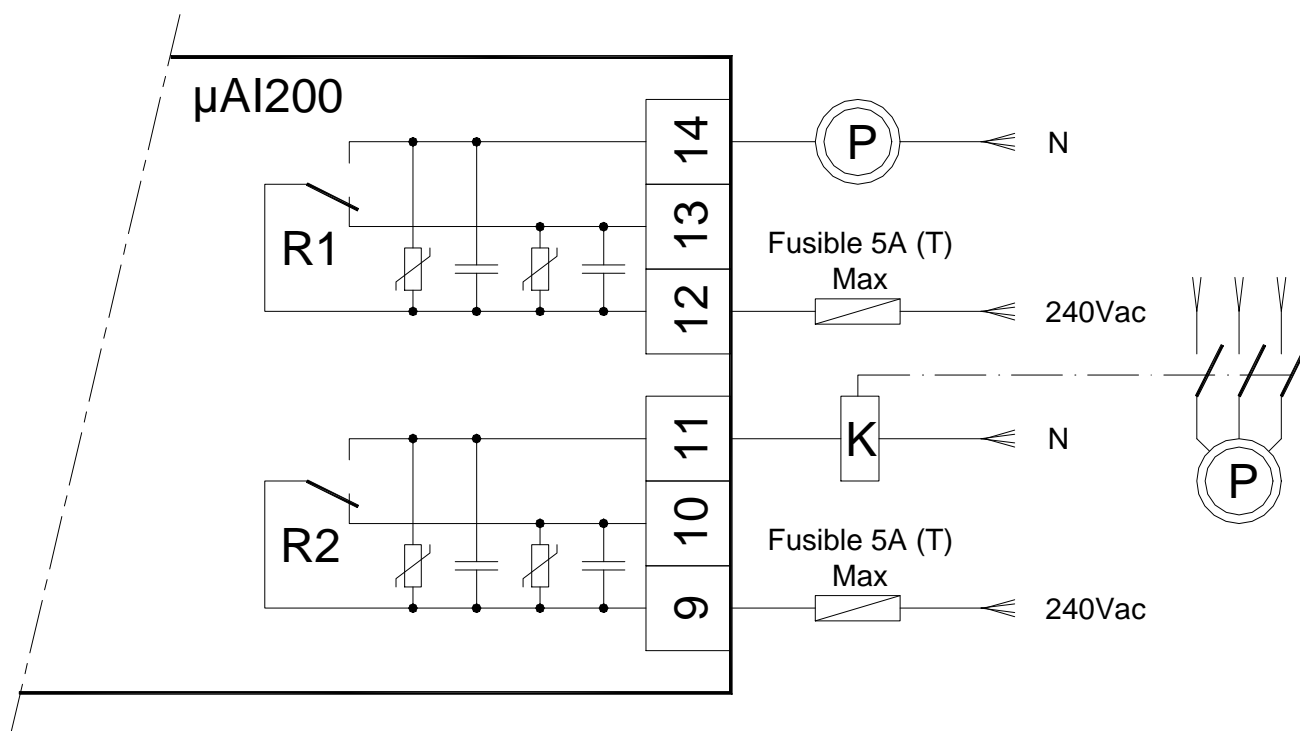 µAI200
14
P
N
13
R1
Fusible 5A (T)
Max
12
240Vac
11
K
N
P
10
R2
Fusible 5A (T)
Max
9
240Vac